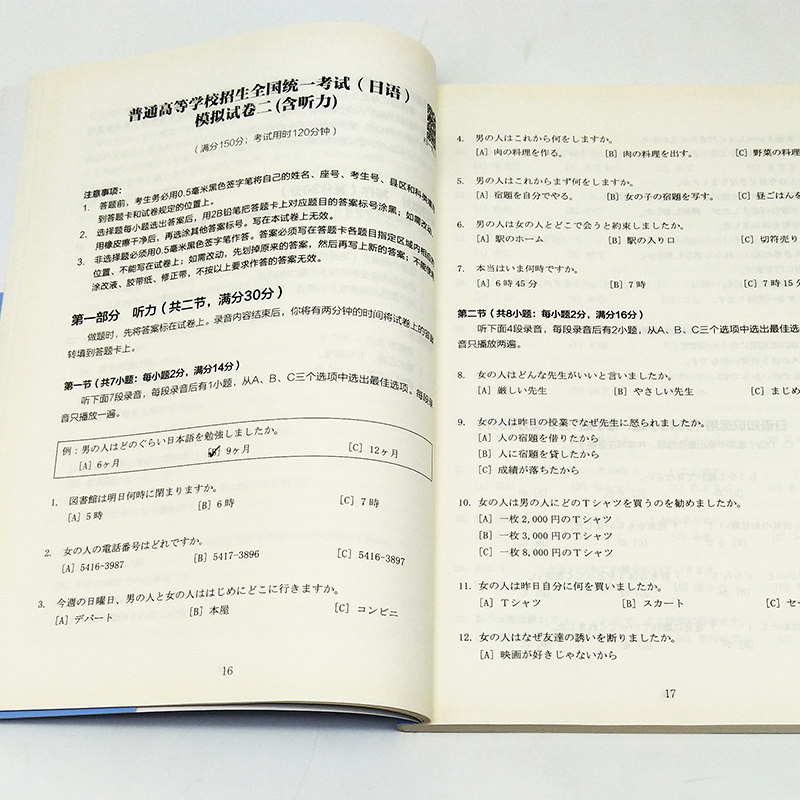 普通高等学校招生全国统一考试（日语）
模拟试卷二(含听力)
（满分150分；考试用时120分钟）
注意事项：
1. 答题前，考生务必用0.5毫米黑色签字笔将自己的姓名、座号、考生号、县区和科类填写
到答题卡和试卷规定的位置上。
2. 选择题每小题选出答案后，用2B铅笔把答题卡上对应题目的答案标号涂黑；如需改动，
用橡皮擦干净后，再选涂其他答案标号。写在本试卷上无效。
3. 非选择题必须用0.5毫米黑色签字笔作答。答案必须写在答题卡各题目指定区域内相应的
位置、不能写在试卷上；如需改动，先划掉原来的答案，然后再写上新的答案；不能使用
涂改液、胶带纸、修正带，不按以上要求作答的答案无效。
第一部分 听力（共二节，满分30分）
做题时，先将答案标在试卷上。录音内容结束后，你将有两分钟的时间将试卷上的答案
转填到答题卡上。
第一节（共7小题：每小题2分，满分14分）
听下面7段录音，每段录音后有1小题，从A、B、C三个选项中选出最佳选项。每段录
音只播放一遍。
例：男の人はどのぐらい日本語を勉強しましたか。
[A] 6ヶ月 [B] 9ヶ月 [C] 12ヶ月
1. 図書館は明日何時に閉まりますか。
[A] 5時 [B] 6時 [C] 7時
2. 女の人の電話番号はどれですか。
[A] 5416-3987 [B] 5417-3896 [C] 5416-3897
3. 今週の日曜日、男の人と女の人ははじめにどこに行きますか。
[A] デパート [B] 本屋 [C] コンビニ
16
4. 男の人はこれから何をしますか。
[A] 肉の料理を作る。 [B] 肉の料理を出す。 [C] 野菜の料理
5. 男の人はこれからまず何をしますか。
[A] 宿題を自分でやる。 [B] 女の子の宿題を写す。 [C] 昼ごはんを
6. 男の人は女の人とどこで会うと約束しましたか。
[A] 駅のホーム [B] 駅の入り口 [C] 切符売り
7. 本当はいま何時ですか。
[A] 6時45分 [B] 7時 [C] 7時15分
第二节（共8小题：每小题2分，满分16分）
听下面4段录音，每段录音后有2小题，从A、B、C三个选项中选出最佳选
音只播放两遍。
8. 女の人はどんな先生がいいと言いましたか。
[A] 厳しい先生 [B] やさしい先生 [C] まじめ
9. 女の人は昨日の授業でなぜ先生に怒られましたか。
[A] 人の宿題を借りたから
[B] 人に宿題を貸したから
[C] 成績が落ちたから
10. 女の人は男の人にどのTシャツを買うのを勧めましたか。
[A] 一枚2,000円のTシャツ
[B] 一枚3,000円のTシャツ
[C] 一枚8,000円のTシャツ
11. 女の人は昨日自分に何を買いましたか。
[A] Tシャツ [B] スカート [C] セー
12. 女の人はなぜ友達の誘いを断りましたか。
[A] 映画が好きじゃないから
17